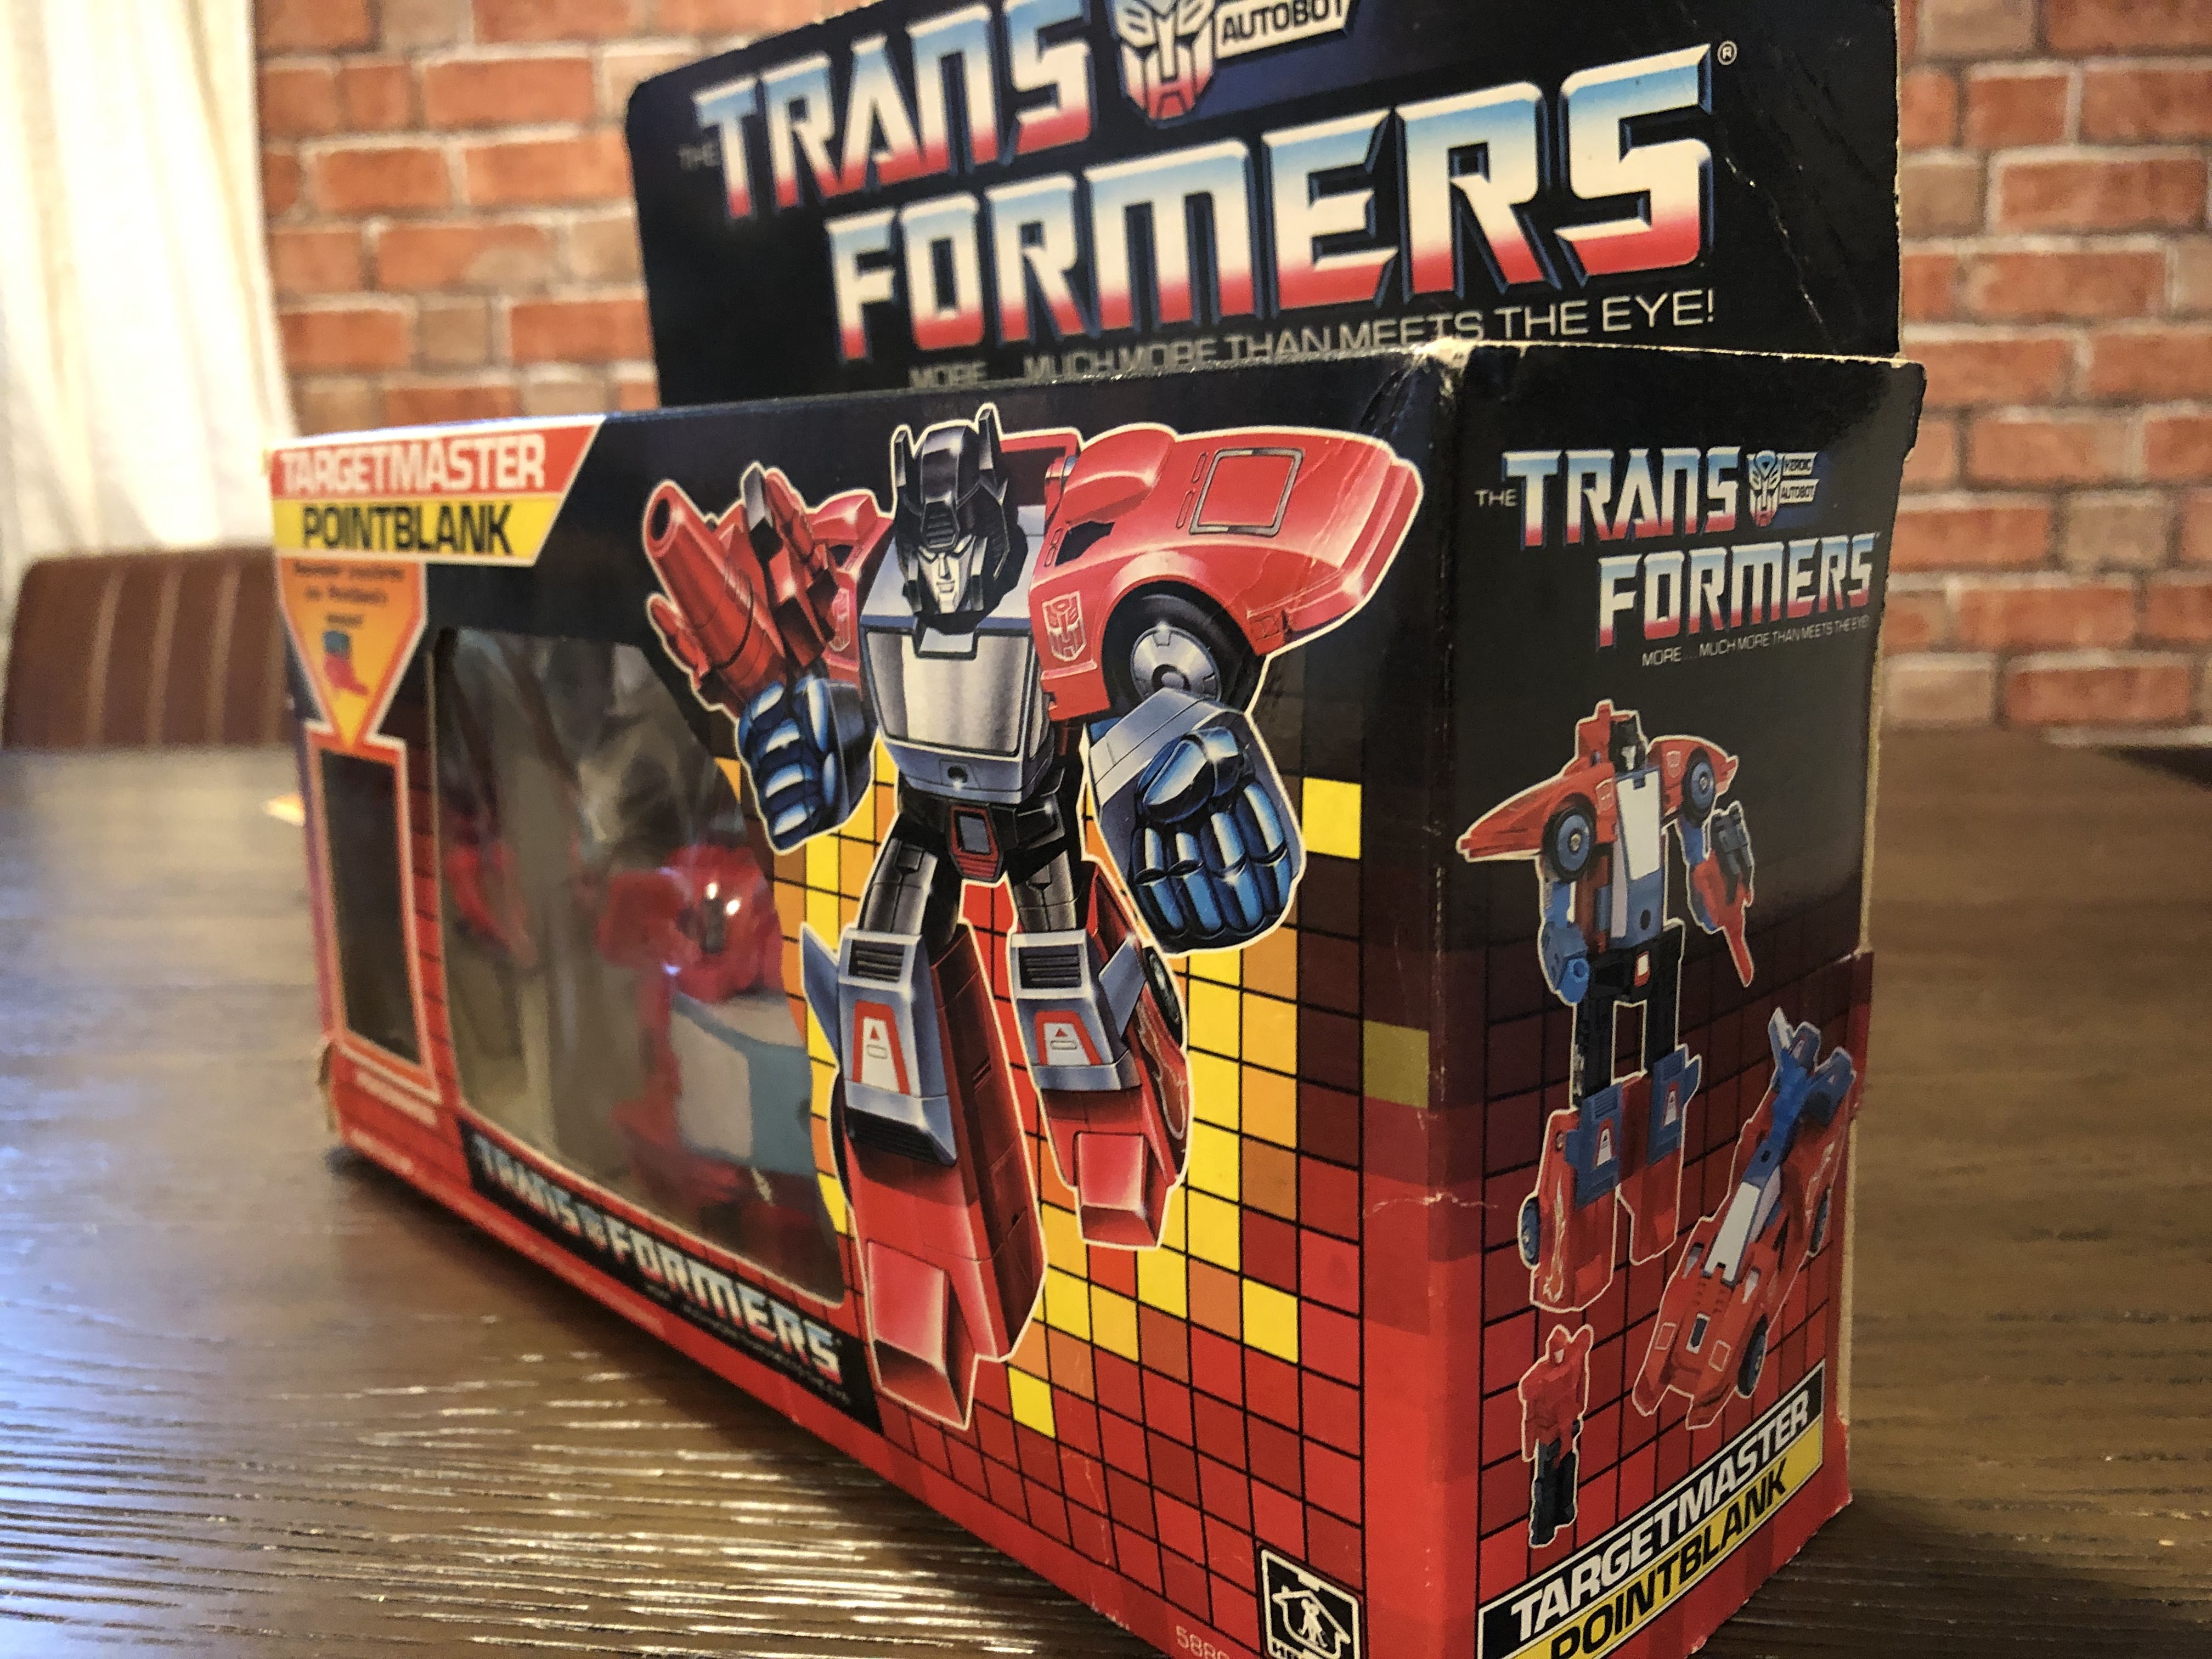 AUTOBOT
THE TRANS
FORMERS®
MORE... MUCH MORE THAN MEETS THE EYE!
TARGETMASTER
POINTBLANK
THE TRANS HEROIC AUTOBOT
FORMERS
MORE... MUCH MORE THAN MEETS THE EYE!
TRANSFORMERS
TARGETMASTER
POINTBLANK